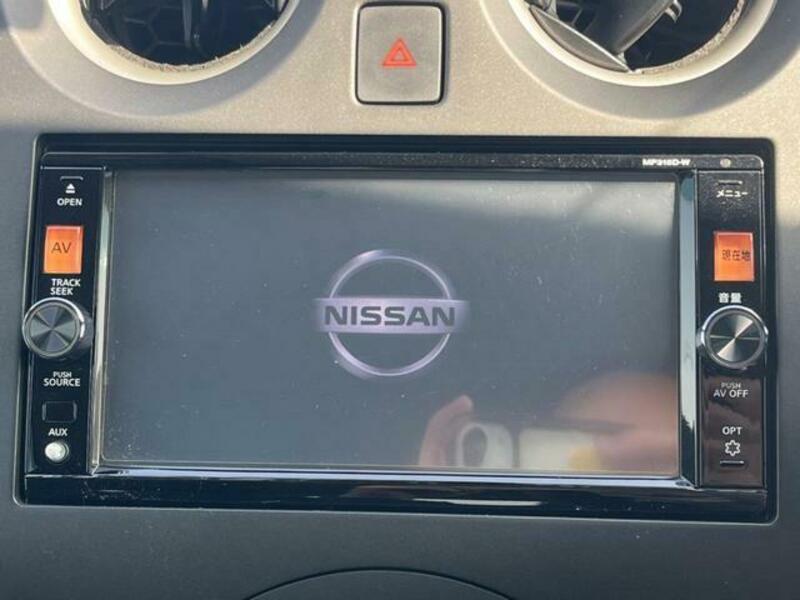 MP315D-W
OPEN
AV
TRACK
SEEK
PUSH
SOURCE
AUX
NISSAN
メニュー
現在地
音量
PUSH
AV OFF
OPT